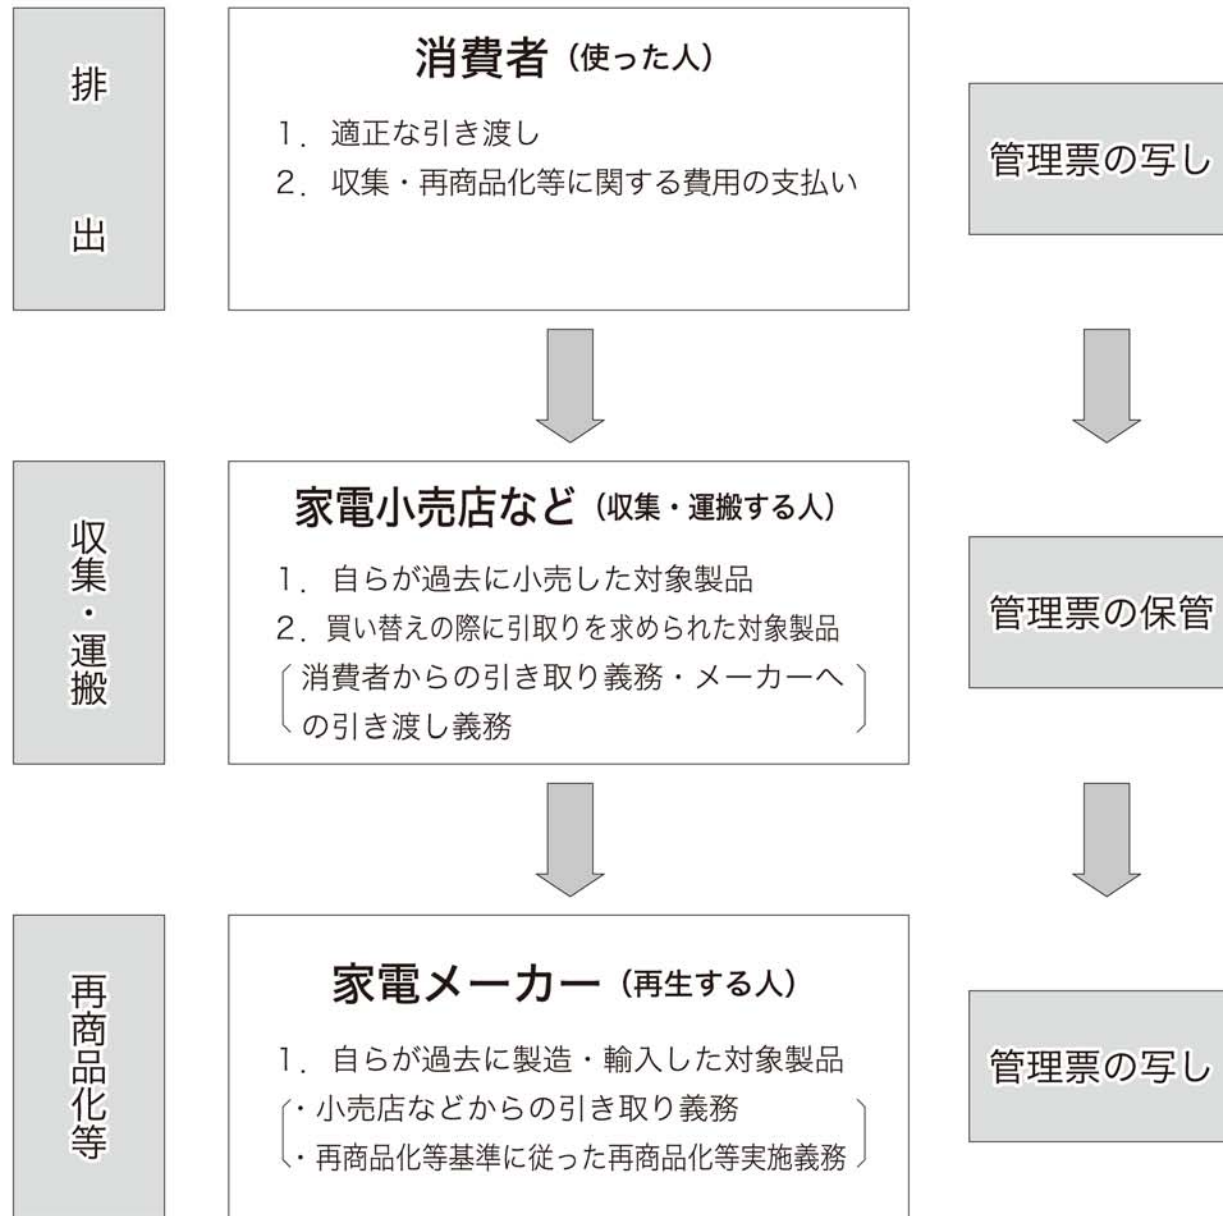 排出
消費者（使った人）
1．適正な引き渡し
2．収集・再商品化等に関する費用の支払い
管理票の写し
収集・運搬
家電小売店など（収集・運搬する人）
1．自らが過去に小売した対象製品
2．買い替えの際に引取りを求められた対象製品
消費者からの引き取り義務・メーカーへ
の引き渡し義務
管理票の保管
再商品化等
家電メーカー（再生する人）
1．自らが過去に製造・輸入した対象製品
・小売店などからの引き取り義務
・再商品化等基準に従った再商品化等実施義務
管理票の写し